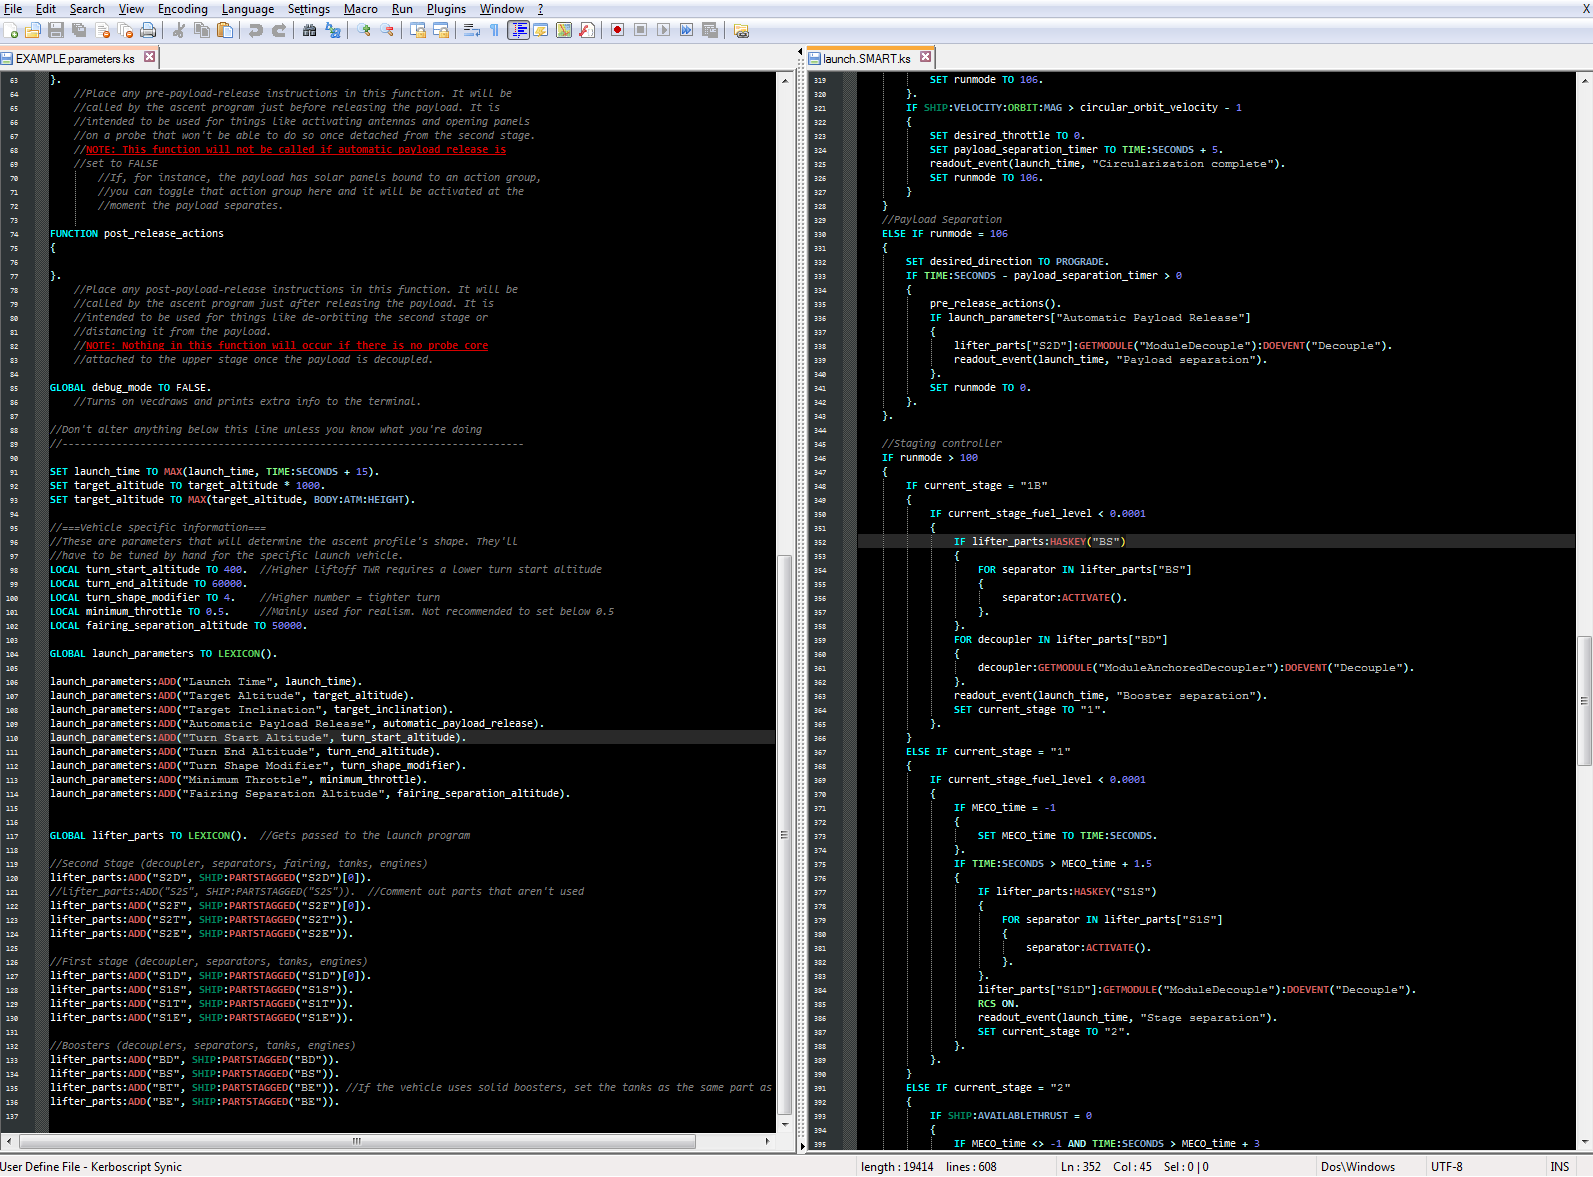 File Edit Search View Encoding Language Settings Macro Run Plugins Window ? X
EXAMPLE.parameters.ks
63 }.
64 //Place any pre-payload-release instructions in this function. It will be
65 //called by the ascent program just before releasing the payload. It is
66 //intended to be used for things like activating antennas and opening panels
67 //on a probe that won't be able to do so once detached from the second stage.
68 //NOTE: This function will not be called if automatic payload release is
69 //set to FALSE
70 //If, for instance, the payload has solar panels bound to an action group,
71 //you can toggle that action group here and it will be activated at the
72 //moment the payload separates.
73
74 FUNCTION post_release_actions
75 {
76
77 }.
78 //Place any post-payload-release instructions in this function. It will be
79 //called by the ascent program just after releasing the payload. It is
80 //intended to be used for things like de-orbiting the second stage or
81 //distancing it from the payload.
82 //NOTE: Nothing in this function will occur if there is no probe core
83 //attached to the upper stage once the payload is decoupled.
84
85 GLOBAL debug_mode TO FALSE.
86 //Turns on vecdraws and prints extra info to the terminal.
87
88 //Don't alter anything below this line unless you know what you're doing
89 //-----------------------------------------------------------------------------
90
91 SET launch_time TO MAX(launch_time, TIME:SECONDS + 15).
92 SET target_altitude TO target_altitude * 1000.
93 SET target_altitude TO MAX(target_altitude, BODY:ATM:HEIGHT).
94
95 //===Vehicle specific information===
96 //These are parameters that will determine the ascent profile's shape. They'll
97 //have to be tuned by hand for the specific launch vehicle.
98 LOCAL turn_start_altitude TO 400. //Higher liftoff TWR requires a lower turn start altitude
99 LOCAL turn_end_altitude TO 60000.
100 LOCAL turn_shape_modifier TO 4. //Higher number = tighter turn
101 LOCAL minimum_throttle TO 0.5. //Mainly used for realism. Not recommended to set below 0.5
102 LOCAL fairing_separation_altitude TO 50000.
103
104 GLOBAL launch_parameters TO LEXICON().
105
106 launch_parameters:ADD("Launch Time", launch_time).
107 launch_parameters:ADD("Target Altitude", target_altitude).
108 launch_parameters:ADD("Target Inclination", target_inclination).
109 launch_parameters:ADD("Automatic Payload Release", automatic_payload_release).
110 launch_parameters:ADD("Turn Start Altitude", turn_start_altitude).
111 launch_parameters:ADD("Turn End Altitude", turn_end_altitude).
112 launch_parameters:ADD("Turn Shape Modifier", turn_shape_modifier).
113 launch_parameters:ADD("Minimum Throttle", minimum_throttle).
114 launch_parameters:ADD("Fairing Separation Altitude", fairing_separation_altitude).
115
116
117 GLOBAL lifter_parts TO LEXICON(). //Gets passed to the launch program
118
119 //Second Stage (decoupler, separators, fairing, tanks, engines)
120 lifter_parts:ADD("S2D", SHIP:PARTSTAGGED("S2D")[0]).
121 //lifter_parts:ADD("S2S", SHIP:PARTSTAGGED("S2S")). //Comment out parts that aren't used
122 lifter_parts:ADD("S2F", SHIP:PARTSTAGGED("S2F")[0]).
123 lifter_parts:ADD("S2T", SHIP:PARTSTAGGED("S2T")).
124 lifter_parts:ADD("S2E", SHIP:PARTSTAGGED("S2E")).
125
126 //First stage (decoupler, separators, tanks, engines)
127 lifter_parts:ADD("S1D", SHIP:PARTSTAGGED("S1D")[0]).
128 lifter_parts:ADD("S1S", SHIP:PARTSTAGGED("S1S")).
129 lifter_parts:ADD("S1T", SHIP:PARTSTAGGED("S1T")).
130 lifter_parts:ADD("S1E", SHIP:PARTSTAGGED("S1E")).
131
132 //Boosters (decouplers, separators, tanks, engines)
133 lifter_parts:ADD("BD", SHIP:PARTSTAGGED("BD")).
134 lifter_parts:ADD("BS", SHIP:PARTSTAGGED("BS")).
135 lifter_parts:ADD("BT", SHIP:PARTSTAGGED("BE")). //If the vehicle uses solid boosters, set the tanks as the same part as
136 lifter_parts:ADD("BE", SHIP:PARTSTAGGED("BE")).
137
launch.SMART.ks
319 SET runmode TO 106.
320 }.
321 IF SHIP:VELOCITY:ORBIT:MAG > circular_orbit_velocity - 1
322 {
323 SET desired_throttle TO 0.
324 SET payload_separation_timer TO TIME:SECONDS + 5.
325 readout_event(launch_time, "Circularization complete").
326 SET runmode TO 106.
327 }
328 }
329 //Payload Separation
330 ELSE IF runmode = 106
331 {
332 SET desired_direction TO PROGRADE.
333 IF TIME:SECONDS - payload_separation_timer > 0
334 {
335 pre_release_actions().
336 IF launch_parameters["Automatic Payload Release"]
337 {
338 lifter_parts["S2D"]:GETMODULE("ModuleDecouple"):DOEVENT("Decouple").
339 readout_event(launch_time, "Payload separation").
340 }.
341 SET runmode TO 0.
342 }.
343 }.
344
345 //Staging controller
346 IF runmode > 100
347 {
348 IF current_stage = "1B"
349 {
350 IF current_stage_fuel_level < 0.0001
351 {
352 IF lifter_parts:HASKEY("BS")
353 {
354 FOR separator IN lifter_parts["BS"]
355 {
356 separator:ACTIVATE().
357 }.
358 }.
359 FOR decoupler IN lifter_parts["BD"]
360 {
361 decoupler:GETMODULE("ModuleAnchoredDecoupler"):DOEVENT("Decouple").
362 }.
363 readout_event(launch_time, "Booster separation").
364 SET current_stage TO "1".
365 }.
366 }
367 ELSE IF current_stage = "1"
368 {
369 IF current_stage_fuel_level < 0.0001
370 {
371 IF MECO_time = -1
372 {
373 SET MECO_time TO TIME:SECONDS.
374 }.
375 IF TIME:SECONDS > MECO_time + 1.5
376 {
377 IF lifter_parts:HASKEY("S1S")
378 {
379 FOR separator IN lifter_parts["S1S"]
380 {
381 separator:ACTIVATE().
382 }.
383 }.
384 lifter_parts["S1D"]:GETMODULE("ModuleDecouple"):DOEVENT("Decouple").
385 RCS ON.
386 readout_event(launch_time, "Stage separation").
387 SET current_stage TO "2".
388 }.
389 }.
390 }
391 ELSE IF current_stage = "2"
392 {
393 IF SHIP:AVAILABLETHRUST = 0
394 {
395 IF MECO_time <> -1 AND TIME:SECONDS > MECO_time + 3
User Define File - Kerboscript Synic length : 19414 lines : 608 Ln : 352 Col : 45 Sel : 0 | 0 Dos\Windows UTF-8 INS